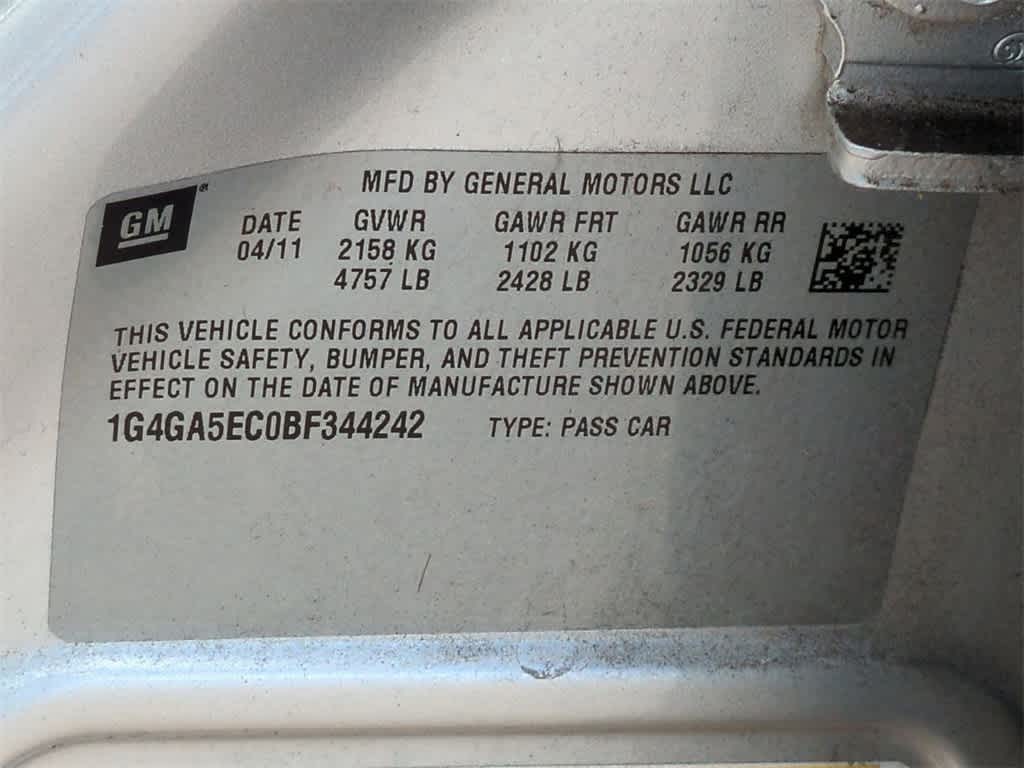 MFD BY GENERAL MOTORS LLC
GM®
DATE GVWR GAWR FRT GAWR RR
04/11 2158 KG 1102 KG 1056 KG
4757 LB 2428 LB 2329 LB
THIS VEHICLE CONFORMS TO ALL APPLICABLE U.S. FEDERAL MOTOR
VEHICLE SAFETY, BUMPER, AND THEFT PREVENTION STANDARDS IN
EFFECT ON THE DATE OF MANUFACTURE SHOWN ABOVE.
1G4GA5EC0BF344242 TYPE: PASS CAR